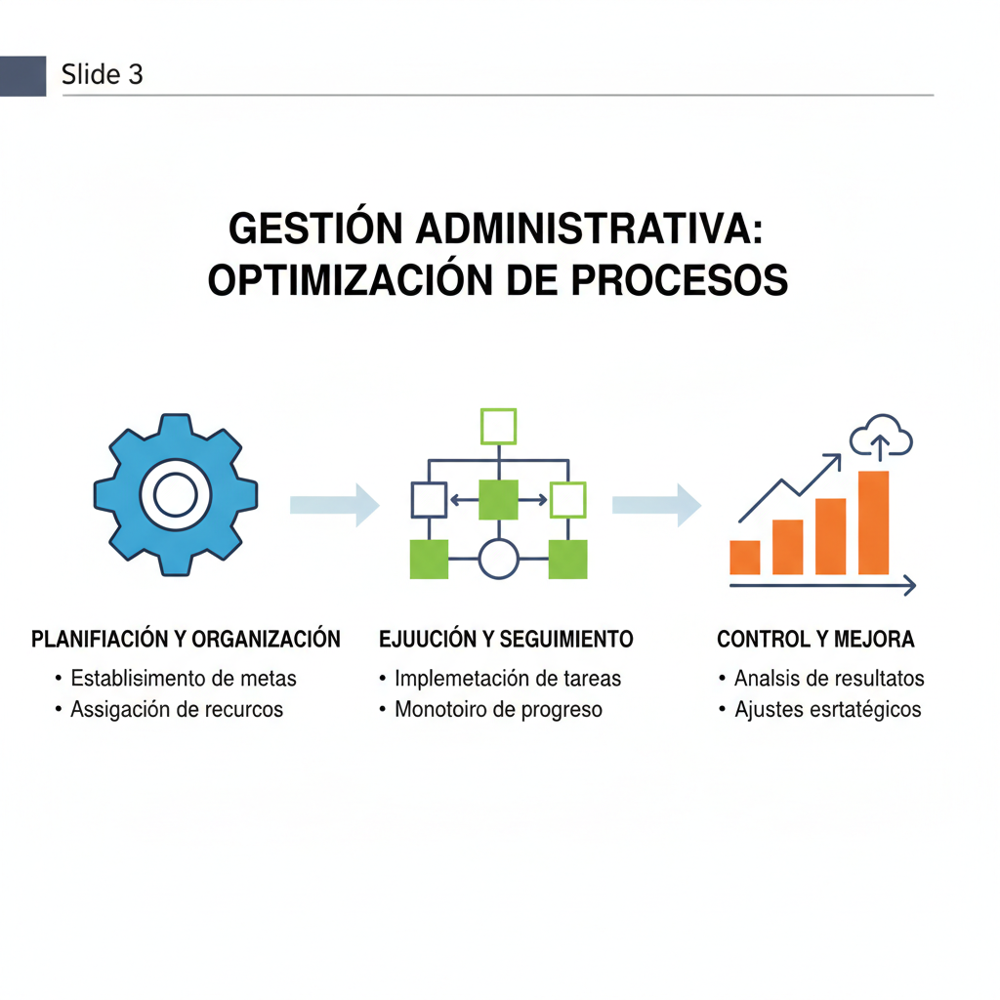 Slide 3
GESTIÓN ADMINISTRATIVA:
OPTIMIZACIÓN DE PROCESOS
PLANIFIACIÓN Y ORGANIZACIÓN
• Establisimento de metas
• Assigación de recurcos
EJUUCIÓN Y SEGUIMIENTO
• Implemetación de tareas
• Monotoiro de progreso
CONTROL Y MEJORA
• Analsis de resultatos
• Ajustes esrtatégicos